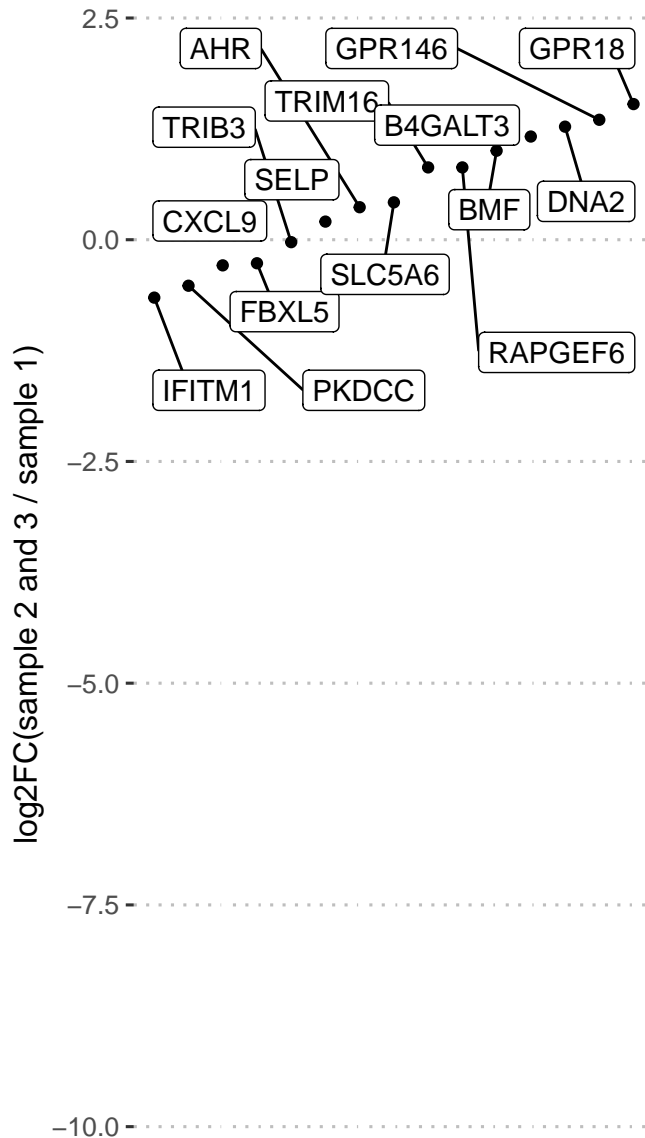 2.5
AHR
GPR146
GPR18
TRIM16
TRIB3
B4GALT3
SELP
CXCL9
BMF
DNA2
0.0
SLC5A6
FBXL5
RAPGEF6
IFITM1
PKDCC
−2.5
−5.0
−7.5
−10.0
log2FC(sample 2 and 3 / sample 1)